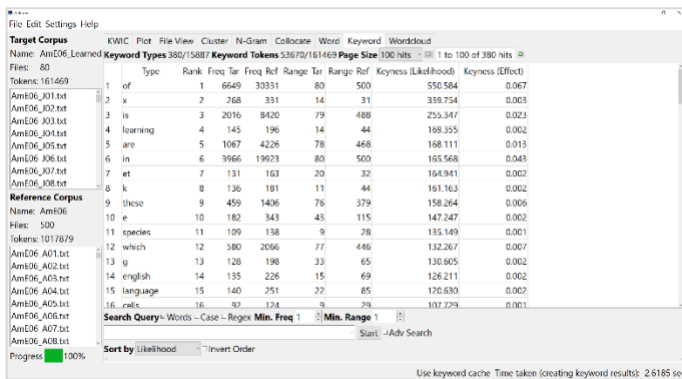 File Edit Settings Help
Target Corpus
Name: AmE06_Learned
Files: 80
Tokens: 161469
AmE06_J01.txt
AmE06_J02.txt
AmE06_J03.txt
AmE06_J04.txt
AmE06_J05.txt
AmE06_J06.txt
AmE06_J07.txt
AmE06_J08.txt
Reference Corpus
Name: AmE06
Files: 500
Tokens: 1017879
AmE06_A01.txt
AmE06_A02.txt
AmE06_A03.txt
AmE06_A04.txt
AmE06_A05.txt
AmE06_A06.txt
AmE06_A07.txt
AmE06_A08.txt
Progress 100%
KWIC Plot File View Cluster N-Gram Collocate Word Keyword Wordcloud
Keyword Types 380/15887 Keyword Tokens 53670/161469 Page Size 100 hits 1 to 100 of 380 hits
Type Rank Freq Tar Freq Ref Range Tar Range Ref Keyness (Likelihood) Keyness (Effect)
1 of 1 6649 30331 80 500 550.584 0.067
2 x 2 268 331 14 31 339.754 0.003
3 is 3 2016 8420 79 488 255.347 0.023
4 learning 4 145 196 14 44 169.355 0.002
5 are 5 1067 4226 78 468 168.111 0.013
6 in 6 3966 19923 80 500 165.568 0.043
7 et 7 131 163 20 32 164.941 0.002
8 k 8 136 181 11 44 161.163 0.002
9 these 9 459 1406 76 379 158.264 0.006
10 e 10 182 343 43 115 147.247 0.002
11 species 11 109 138 9 28 135.149 0.001
12 which 12 580 2066 77 446 132.267 0.007
13 g 13 128 198 33 65 130.605 0.002
14 english 14 135 226 15 69 126.211 0.002
15 language 15 140 251 22 85 120.630 0.002
16 cells 16 92 124 9 29 107.729 0.001
Search Query Words Case Regex Min. Freq 1 Min. Range 1
Start Adv Search
Sort by Likelihood Invert Order
Use keyword cache Time taken (creating keyword results): 2.6185 se